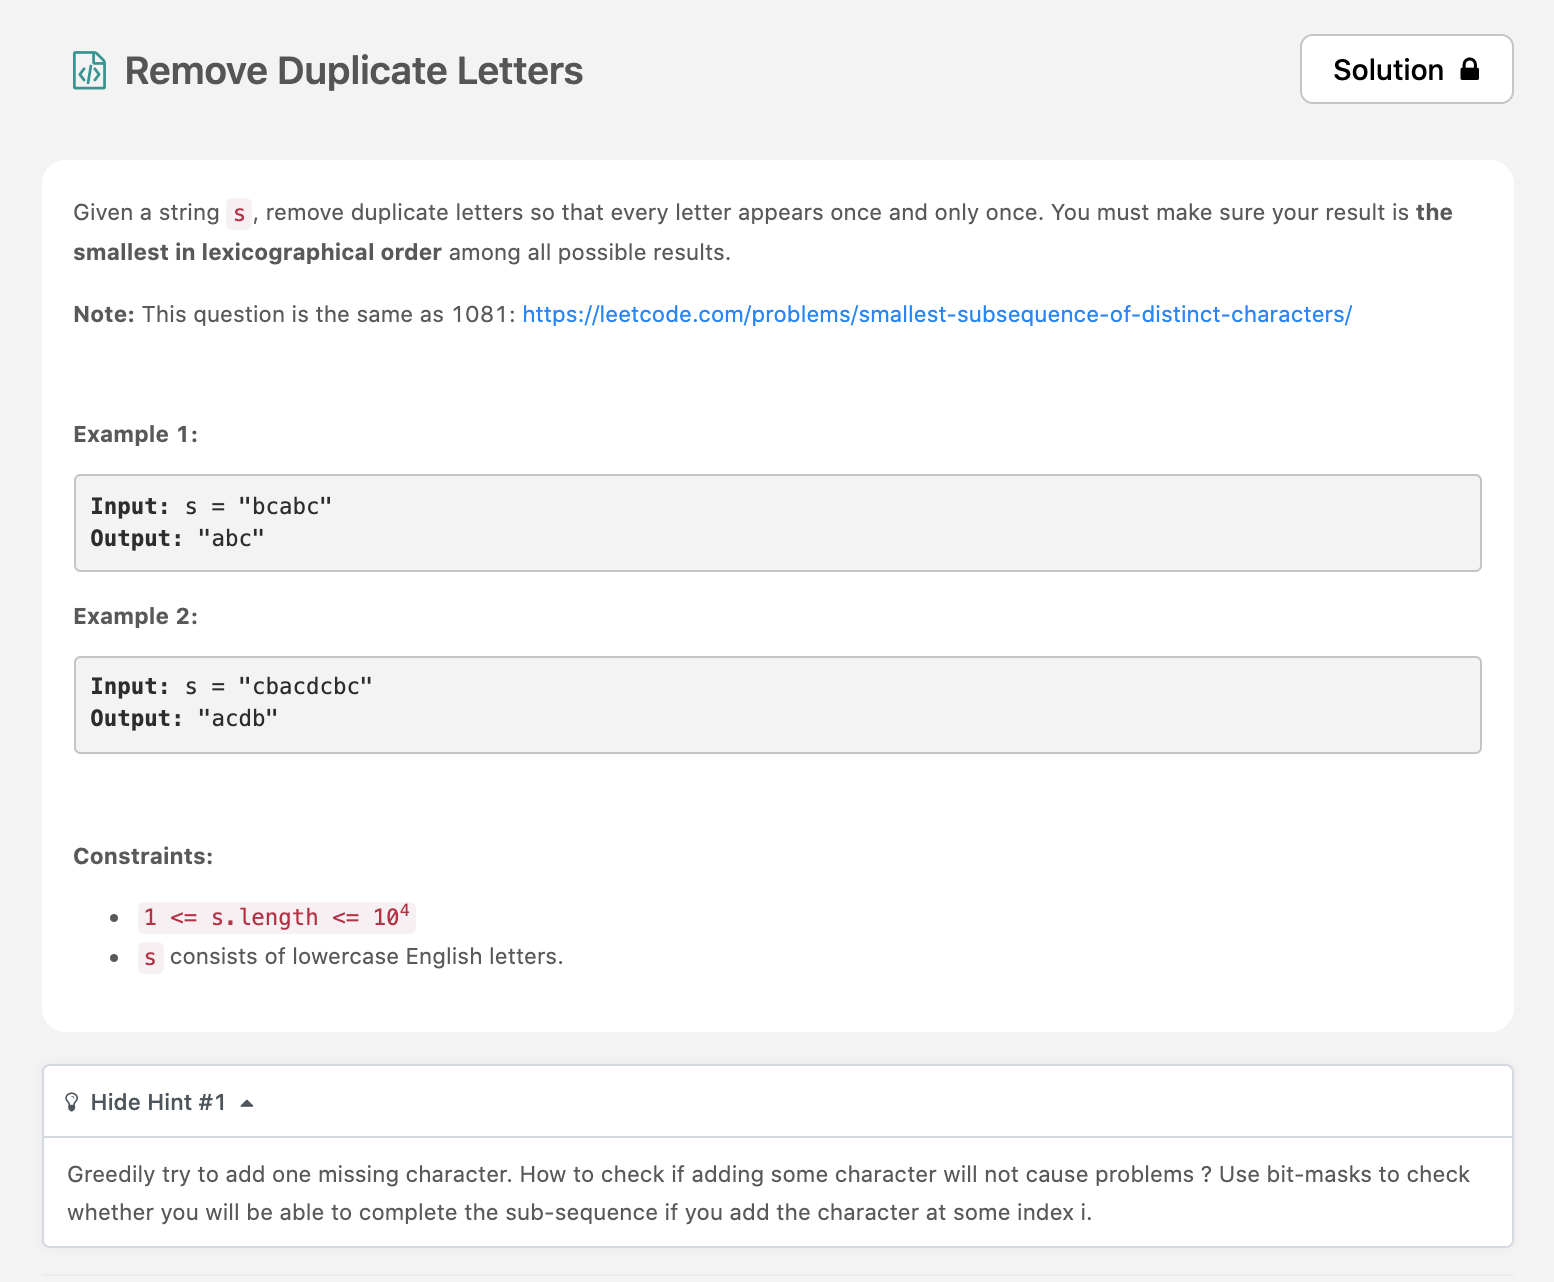 Remove Duplicate Letters
Solution
Given a string s, remove duplicate letters so that every letter appears once and only once. You must make sure your result is the
smallest in lexicographical order among all possible results.
Note: This question is the same as 1081: https://leetcode.com/problems/smallest-subsequence-of-distinct-characters/
Example 1:
Input: s = "bcabc"
Output: "abc"
Example 2:
Input: s = "cbacdcbc"
Output: "acdb"
Constraints:
• 1 <= s.length <= 10⁴
• s consists of lowercase English letters.
Hide Hint #1
Greedily try to add one missing character. How to check if adding some character will not cause problems ? Use bit-masks to check
whether you will be able to complete the sub-sequence if you add the character at some index i.